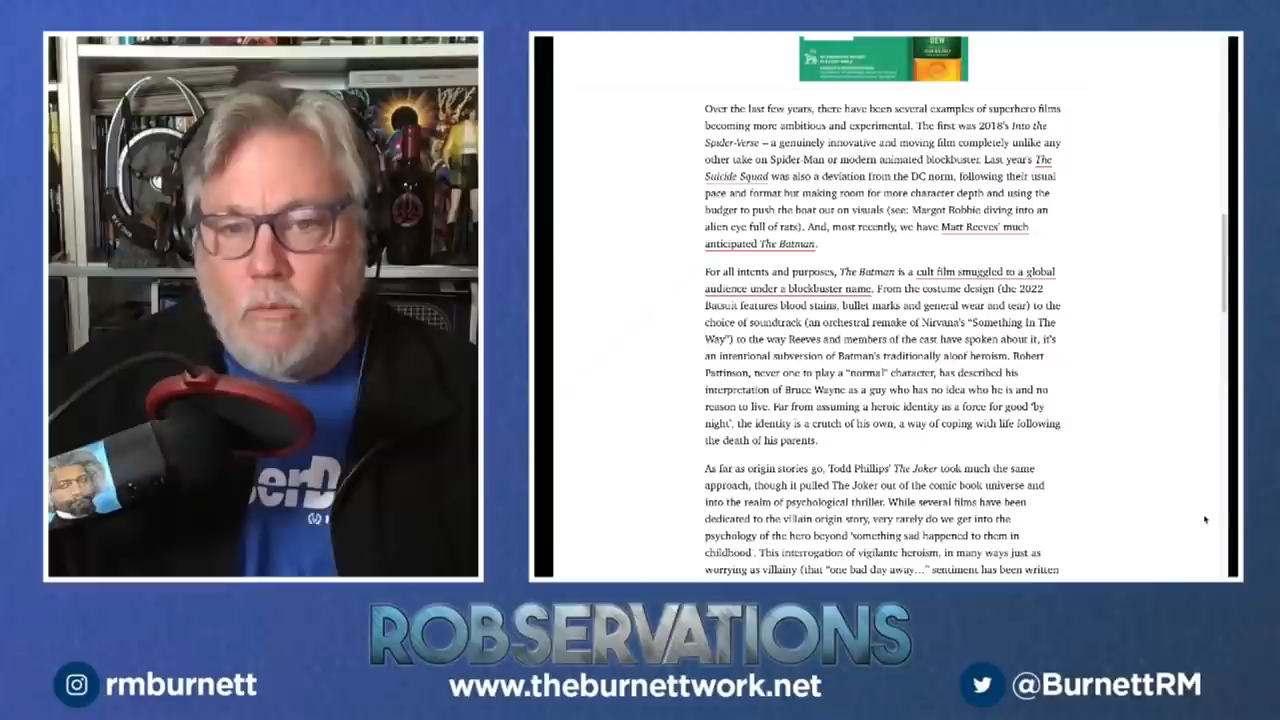 Over the last few years, there have been several examples of superhero films
becoming more ambitious and experimental. The first was 2018's Into the
Spider-Verse – a genuinely innovative and moving film completely unlike any
other take on Spider-Man or modern animated blockbuster. Last year's The
Suicide Squad was also a deviation from the DC norm, following their usual
pace and format but making room for more character depth and using the
budget to push the boat out on visuals (see: Margot Robbie diving into an
alien eye full of rats). And, most recently, we have Matt Reeves' much
anticipated The Batman.
For all intents and purposes, The Batman is a cult film smuggled to a global
audience under a blockbuster name. From the costume design (the 2022
Batsuit features blood stains, bullet marks and general wear and tear) to the
choice of soundtrack (an orchestral remake of Nirvana's “Something In The
Way”) to the way Reeves and members of the cast have spoken about it, it's
an intentional subversion of Batman's traditionally aloof heroism. Robert
Pattinson, never one to play a “normal” character, has described his
interpretation of Bruce Wayne as a guy who has no idea who he is and no
reason to live. Far from assuming a heroic identity as a force for good 'by
night', the identity is a crutch of his own, a way of coping with life following
the death of his parents.
As far as origin stories go, Todd Phillips' The Joker took much the same
approach, though it pulled The Joker out of the comic book universe and
into the realm of psychological thriller. While several films have been
dedicated to the villain origin story, very rarely do we get into the
psychology of the hero beyond 'something sad happened to them in
childhood'. This interrogation of vigilante heroism, in many ways just as
worrying as villainy (that “one bad day away…” sentiment has been written
serD
ROBSERVATIONS
rmburnett
www.theburnettwork.net
@BurnettRM